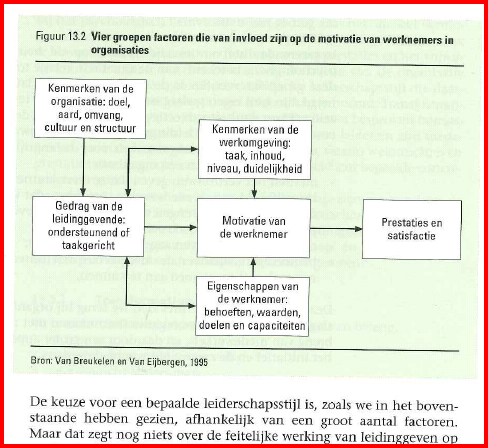 Figuur 13.2 Vier groepen factoren die van invloed zijn op de motivatie van werknemers in
organisaties
Kenmerken van de
organisatie: doel,
aard, omvang,
cultuur en structuur
Kenmerken van de
werkomgeving:
taak, inhoud,
niveau, duidelijkheid
Gedrag van de
leidinggevende:
ondersteunend of
taakgericht
Motivatie van
de werknemer
Prestaties en
satisfactie
Eigenschappen van
de werknemer:
behoeften, waarden,
doelen en capaciteiten
Bron: Van Breukelen en Van Eijbergen, 1995
De keuze voor een bepaalde leiderschapsstijl is, zoals we in het boven-
staande hebben gezien, afhankelijk van een groot aantal factoren.
Maar dat zegt nog niets over de feitelijke werking van leidinggeven op